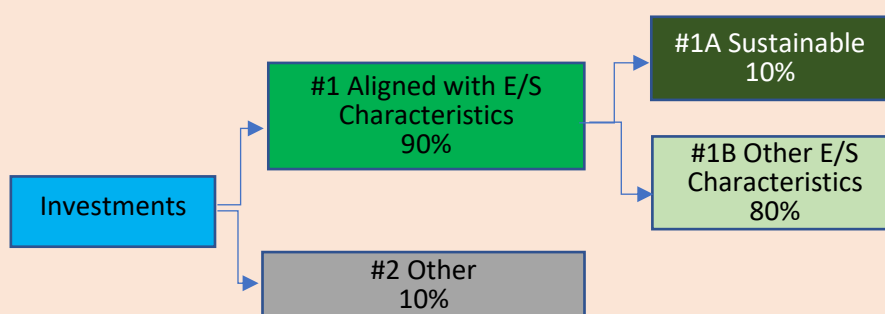 #1A Sustainable
10%
#1 Aligned with E/S
Characteristics
90%
#1B Other E/S
Characteristics
80%
Investments
#2 Other
10%